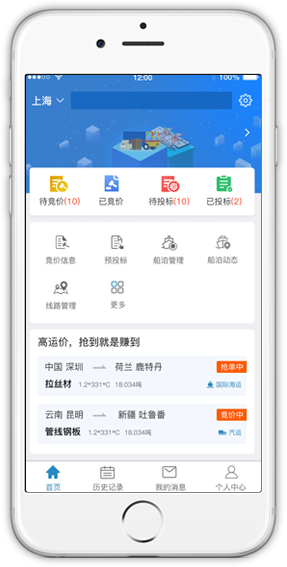 12:00 100%
上海
待竞价(10) 已竞价 待投标(10) 已投标(2)
竞价信息 预投标 船泊管理 船泊动态
线路管理 更多
高运价，抢到就是赚到
中国 深圳 荷兰 鹿特丹 抢单中
拉丝材 1.2*331*C 18.034吨 国际海运
云南 昆明 新疆 吐鲁番 竞价中
管线钢板 1.2*331*C 18.034吨 汽运
首页 历史记录 我的消息 个人中心